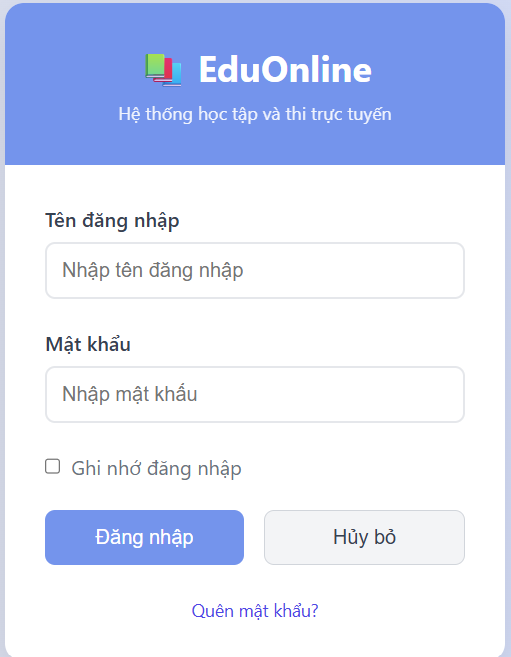 EduOnline
Hệ thống học tập và thi trực tuyến
Tên đăng nhập
Nhập tên đăng nhập
Mật khẩu
Nhập mật khẩu
Ghi nhớ đăng nhập
Đăng nhập
Hủy bỏ
Quên mật khẩu?